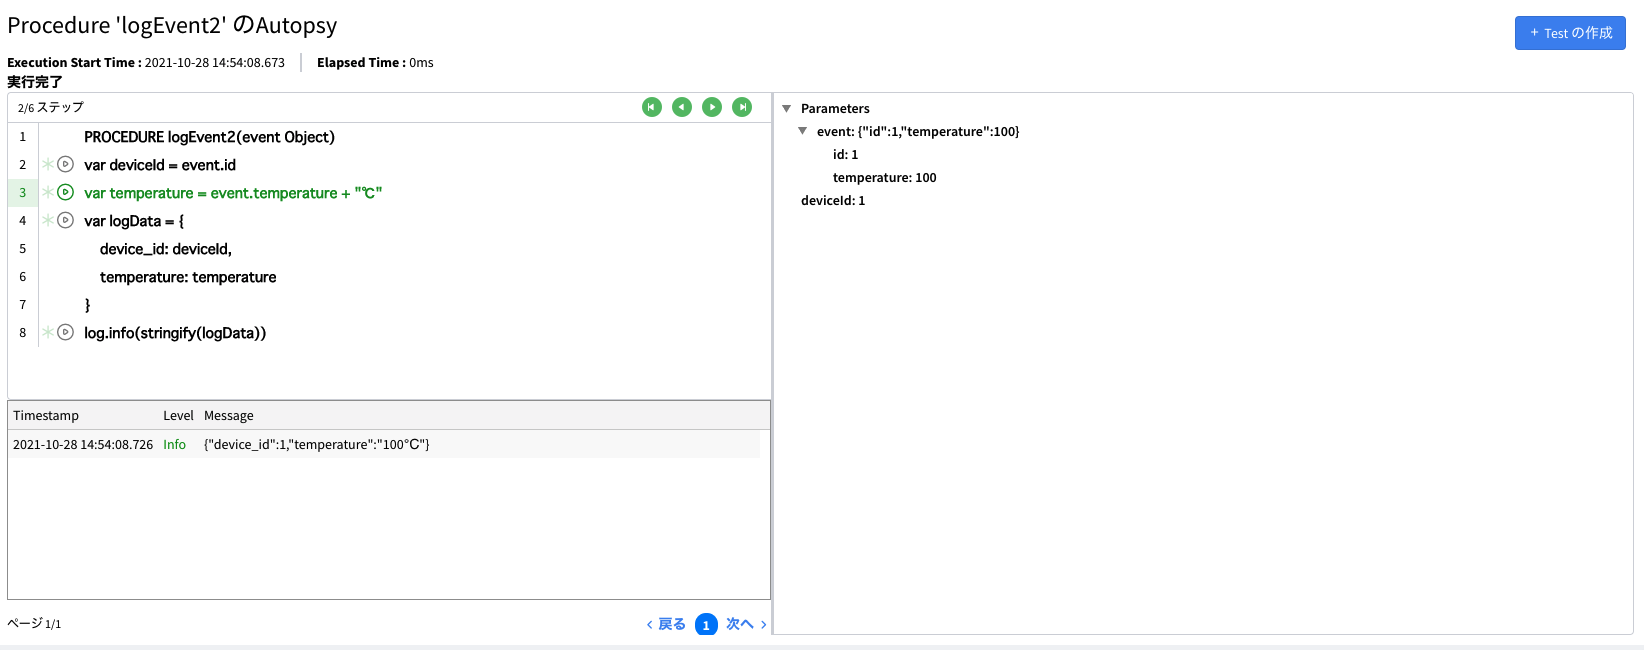 Procedure 'logEvent2' のAutopsy
+ Test の作成
Execution Start Time : 2021-10-28 14:54:08.673
Elapsed Time : 0ms
実行完了
2/6 ステップ
1 PROCEDURE logEvent2(event Object)
2 var deviceId = event.id
3 var temperature = event.temperature + "℃"
4 var logData = {
5 device_id: deviceId,
6 temperature: temperature
7 }
8 log.info(stringify(logData))
Timestamp Level Message
2021-10-28 14:54:08.726 Info {"device_id":1,"temperature":"100℃"}
ページ 1/1
< 戻る 1 次へ >
Parameters
event: {"id":1,"temperature":100}
id: 1
temperature: 100
deviceId: 1